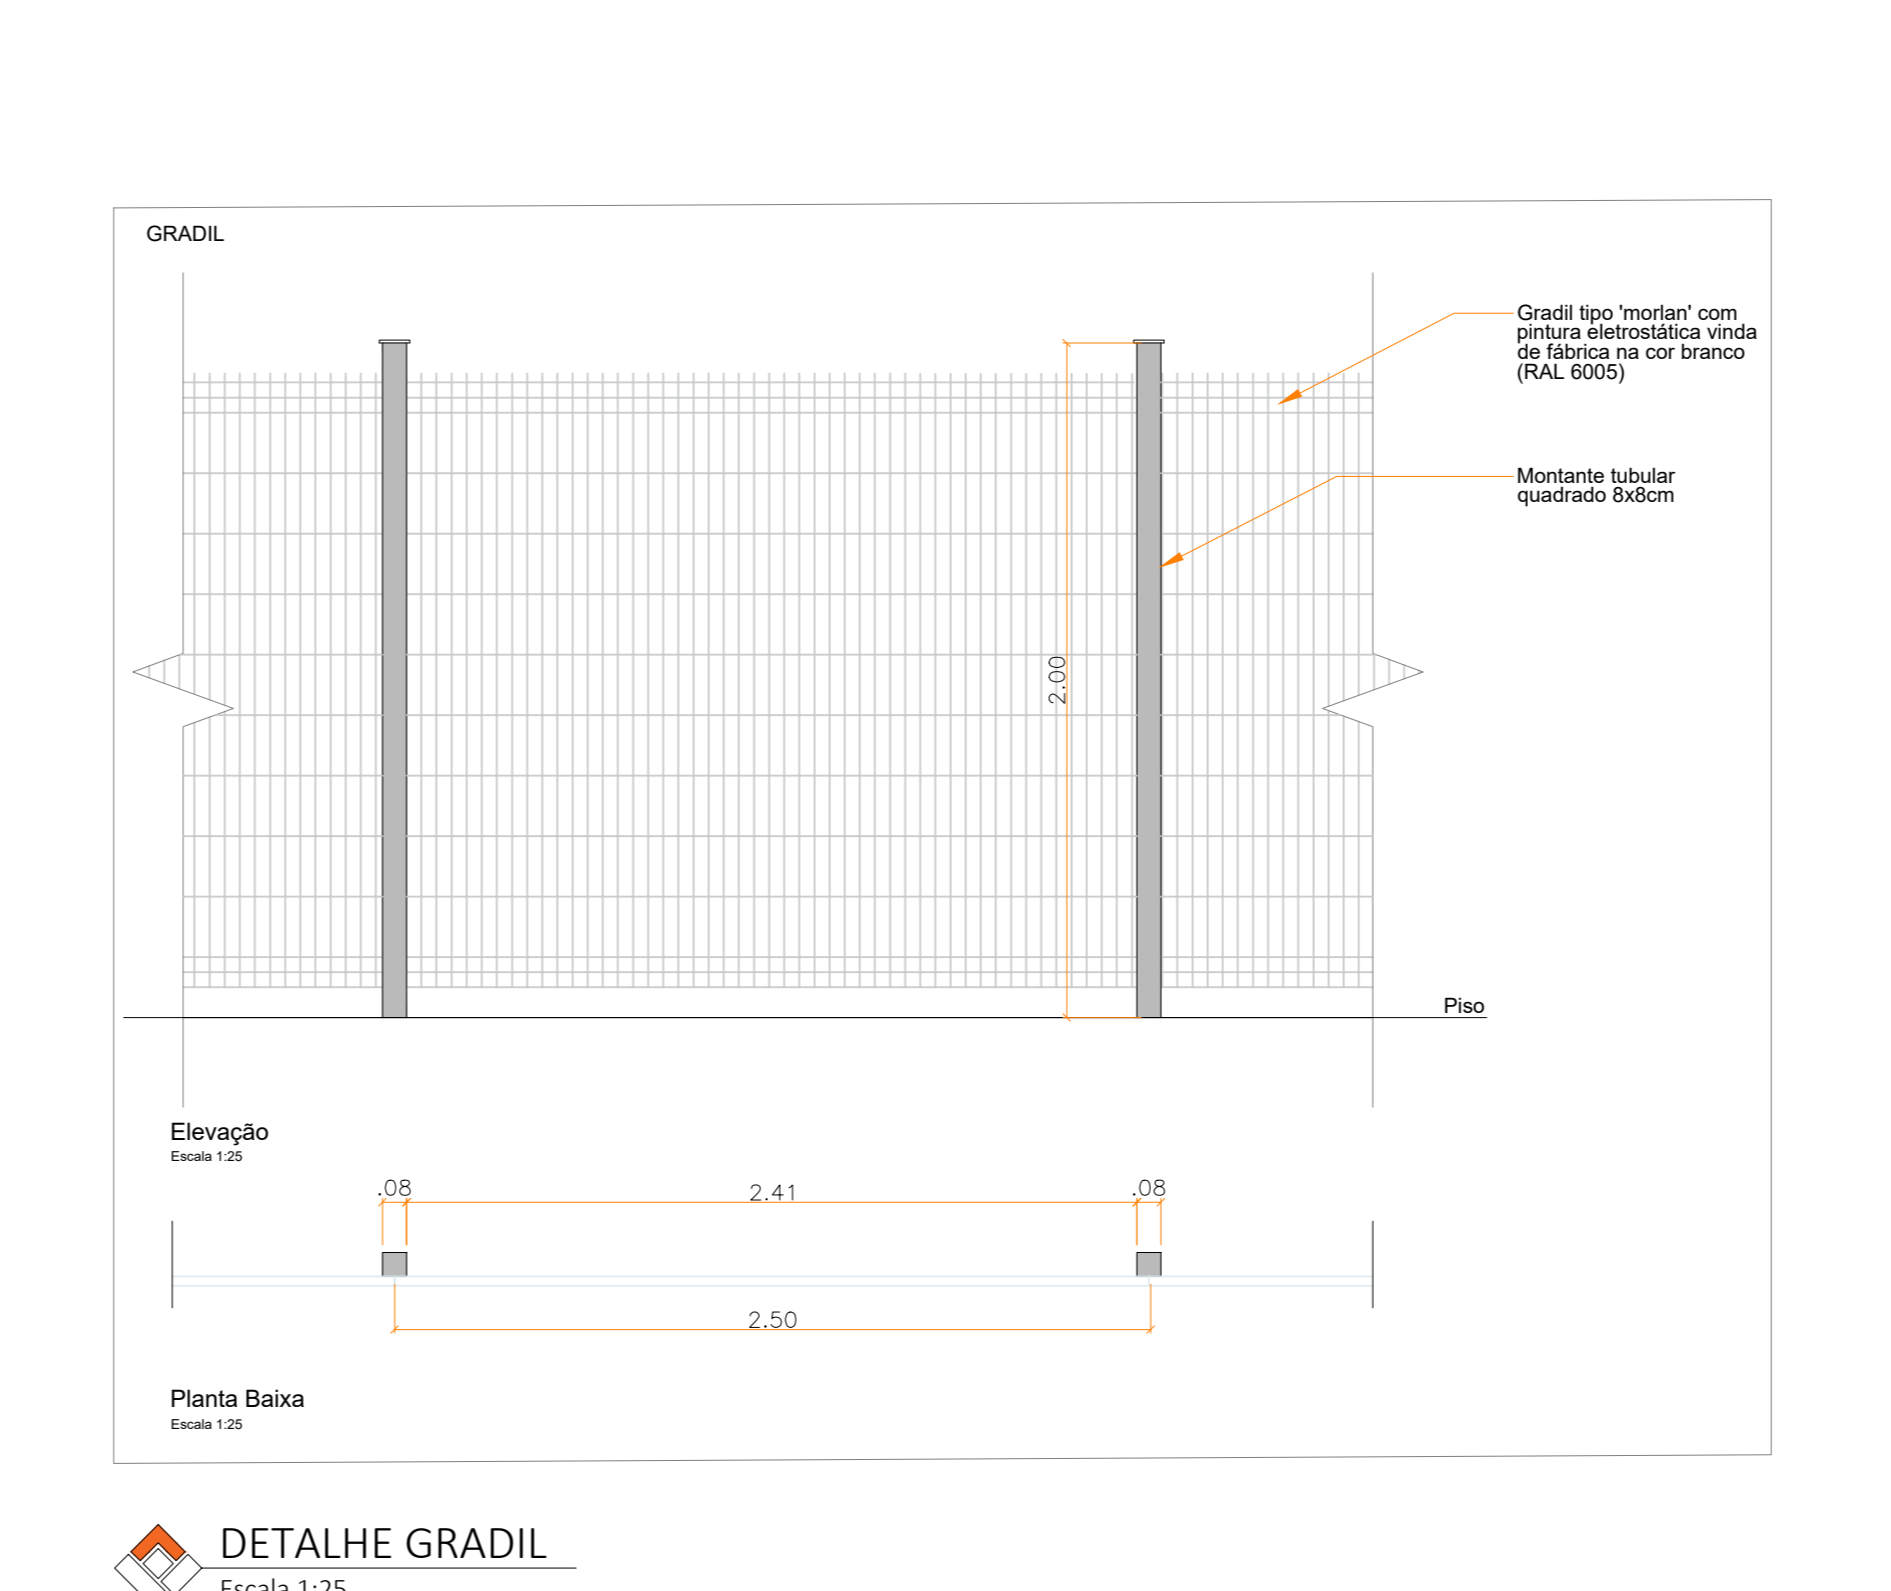 GRADIL
Gradil tipo 'morlan' com
pintura eletrostática vinda
de fábrica na cor branco
(RAL 6005)
Montante tubular
quadrado 8x8cm
2.00
Piso
Elevação
Escala 1:25
.08
2.41
.08
2.50
Planta Baixa
Escala 1:25
DETALHE GRADIL
Escala 1:25